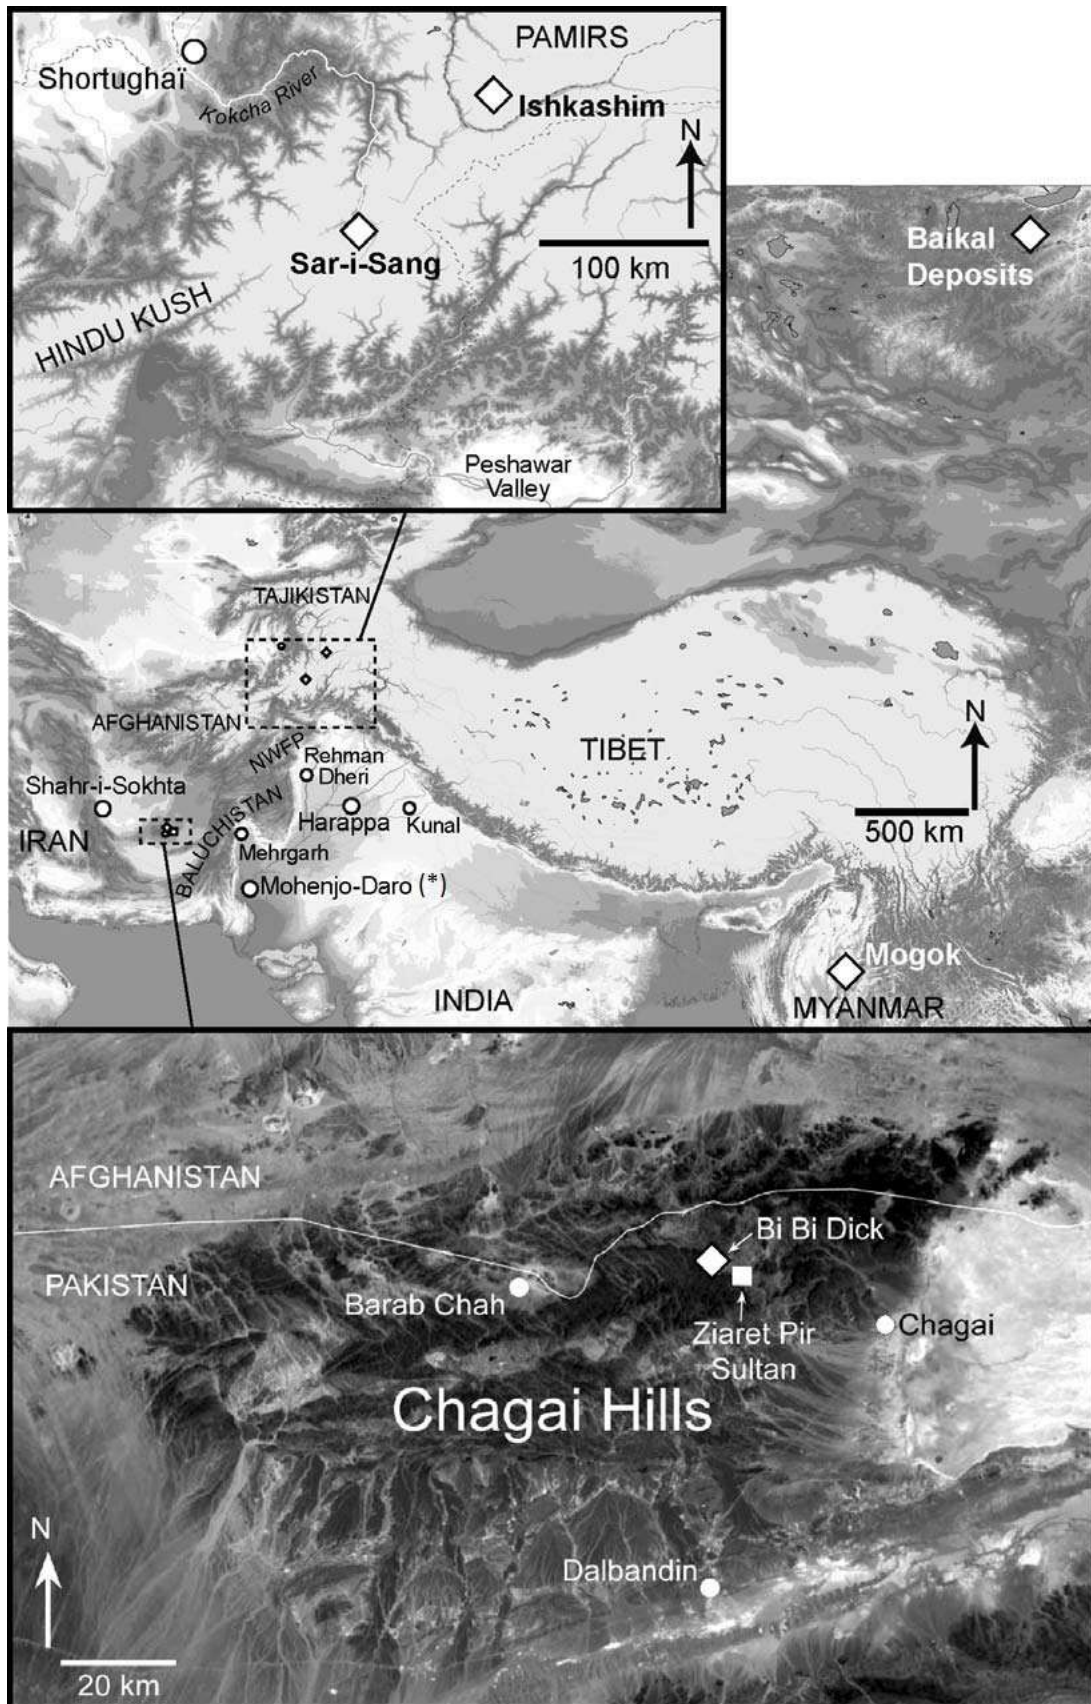 PAMIRS
Shortughaï
Kokcha River
Ishkashim
N
100 km
Sar-i-Sang
HINDU KUSH
Peshawar
Valley
Baikal
Deposits
TAJIKISTAN
AFGHANISTAN
NWFP
Rehman
Dheri
TIBET
N
500 km
Shahr-i-Sokhta
IRAN
BALUCHISTAN
Harappa
Kunal
Mehrgarh
Mohenjo-Daro (*)
INDIA
Mogok
MYANMAR
AFGHANISTAN
PAKISTAN
Bi Bi Dick
Barab Chah
Ziaret Pir
Sultan
Chagai
Chagai Hills
Dalbandin
N
20 km